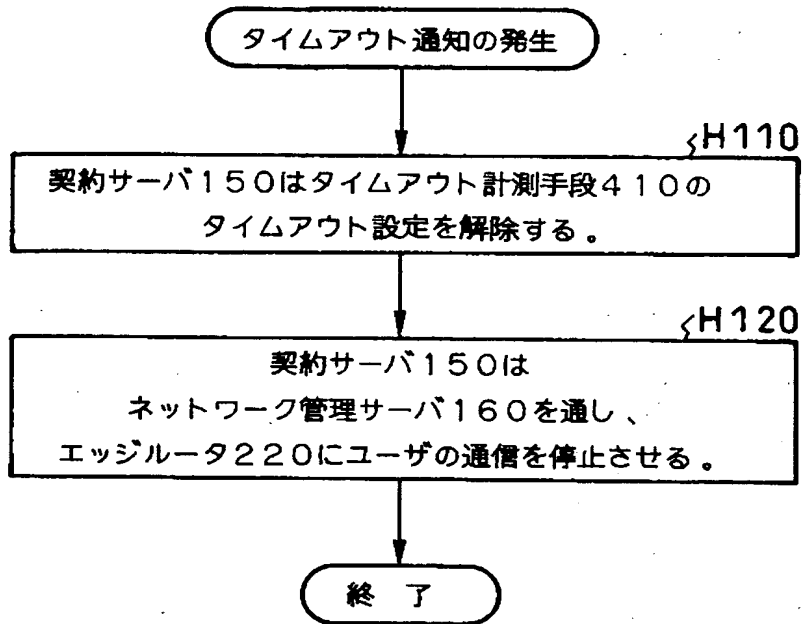 タイムアウト通知の発生
H110
契約サーバ150はタイムアウト計測手段410の
タイムアウト設定を解除する。
H120
契約サーバ150は
ネットワーク管理サーバ160を通し、
エッジルータ220にユーザの通信を停止させる。
終 了